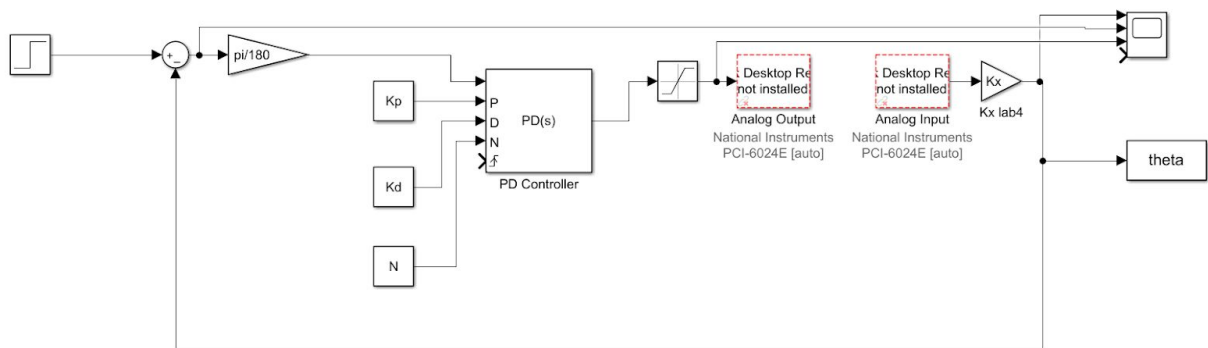 +
−
pi/180
Kp
Kd
N
P
D
N
PD(s)
PD Controller
Desktop Re
not installed
Analog Output
National Instruments
PCI-6024E [auto]
Desktop Re
not installed
Analog Input
National Instruments
PCI-6024E [auto]
Kx
Kx lab4
theta